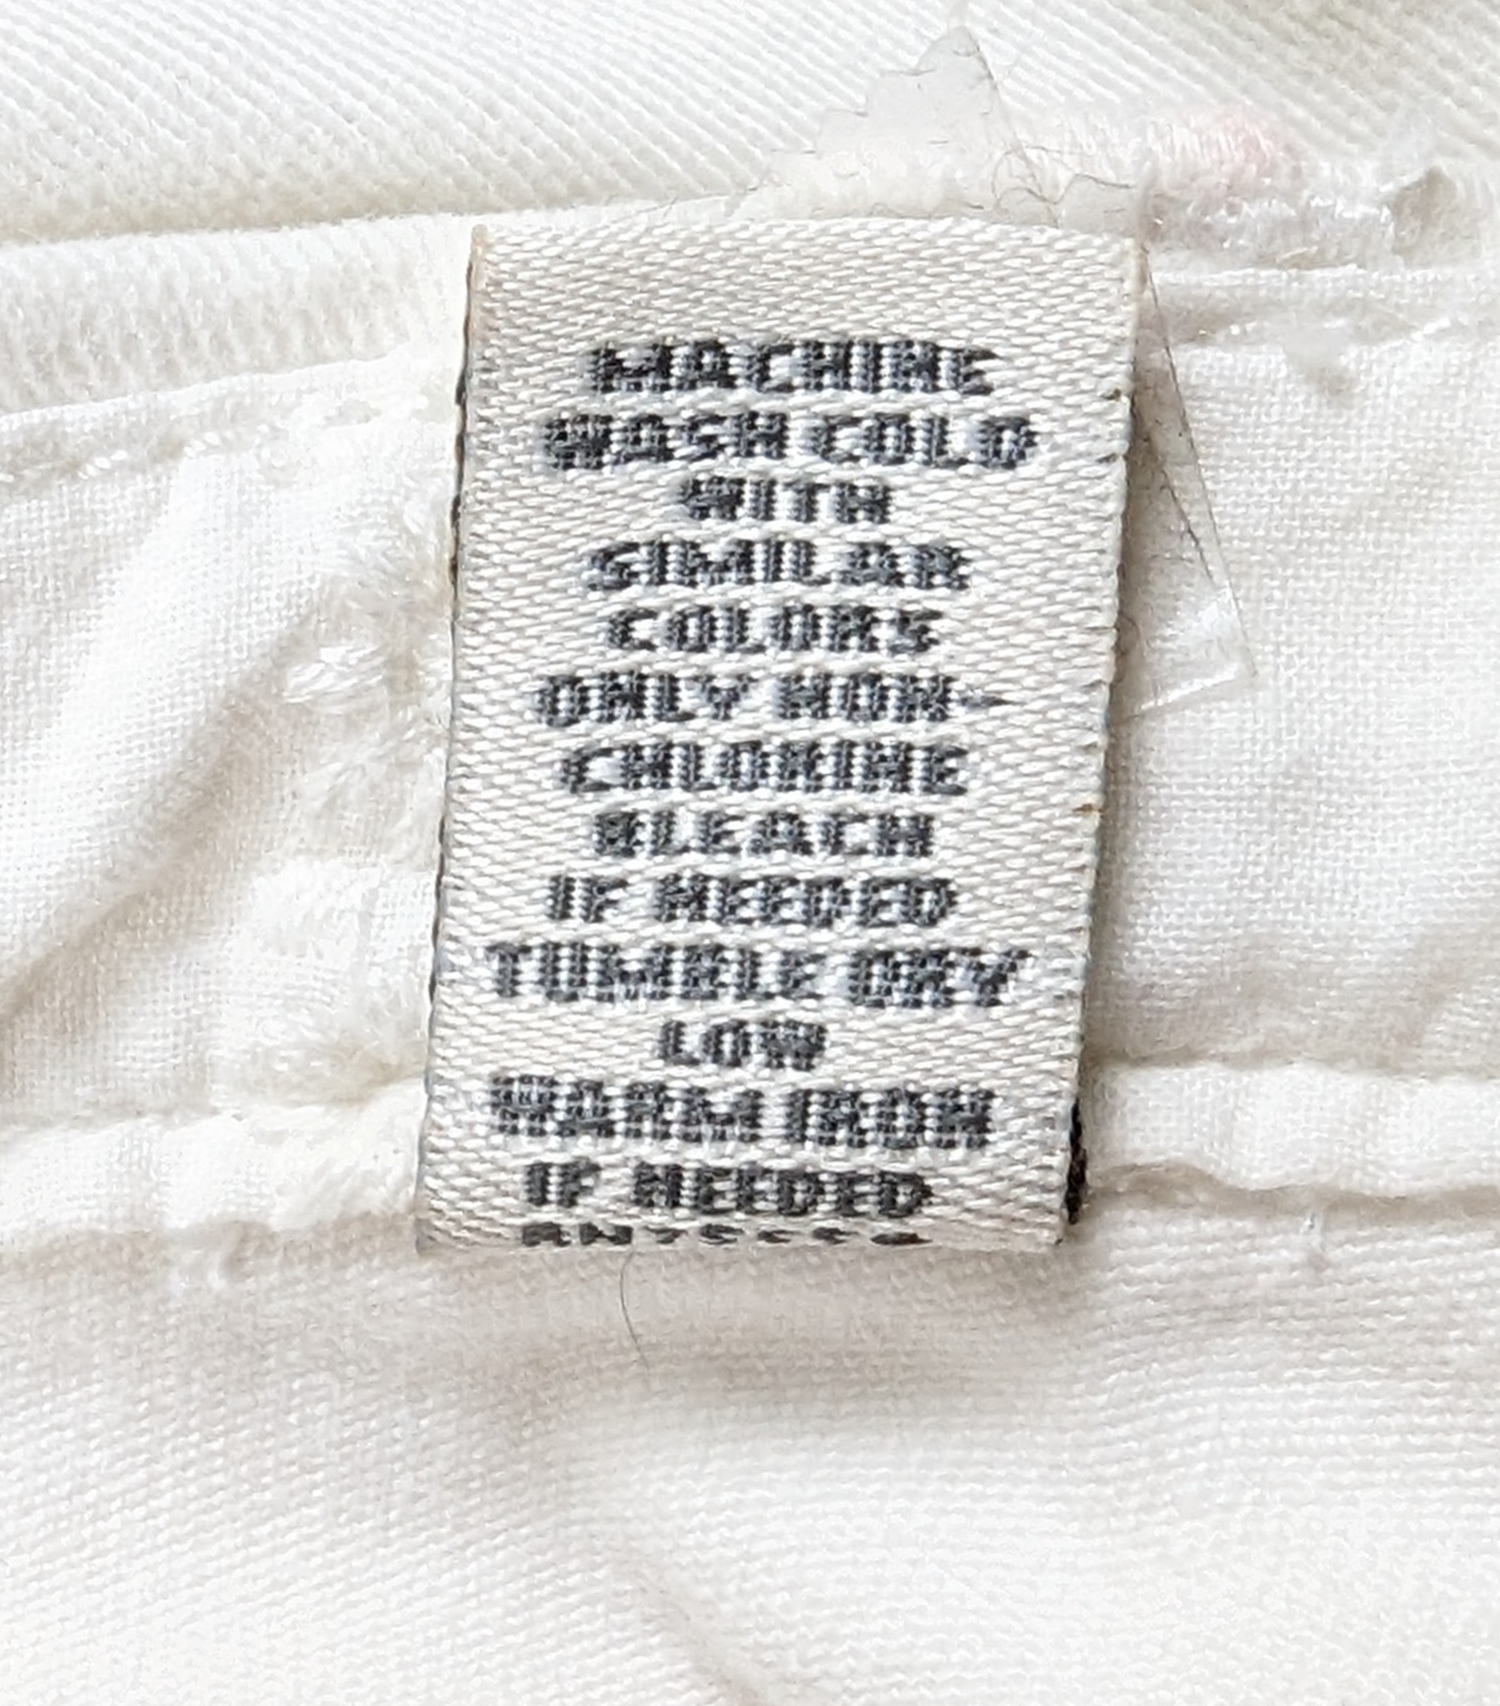 MACHINE
WASH COLD
WITH
SIMILAR
COLORS
ONLY NON-
CHLORINE
BLEACH
IF NEEDED
TUMBLE DRY
LOW
WARM IRON
IF NEEDED